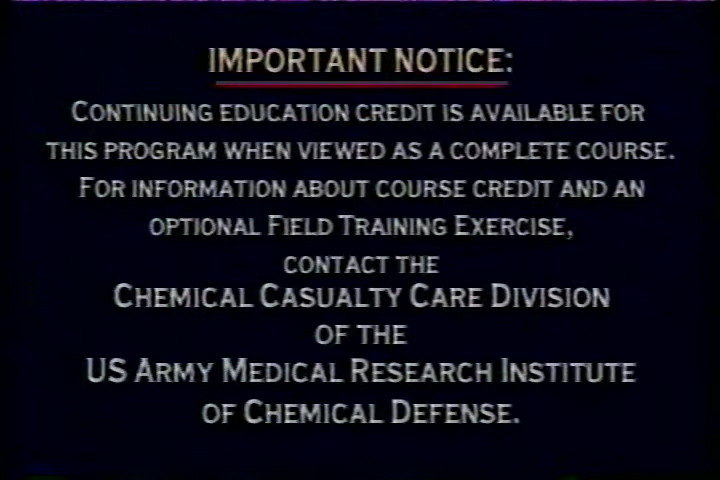 IMPORTANT NOTICE:
CONTINUING EDUCATION CREDIT IS AVAILABLE FOR
THIS PROGRAM WHEN VIEWED AS A COMPLETE COURSE.
FOR INFORMATION ABOUT COURSE CREDIT AND AN
OPTIONAL FIELD TRAINING EXERCISE,
CONTACT THE
CHEMICAL CASUALTY CARE DIVISION
OF THE
US ARMY MEDICAL RESEARCH INSTITUTE
OF CHEMICAL DEFENSE.